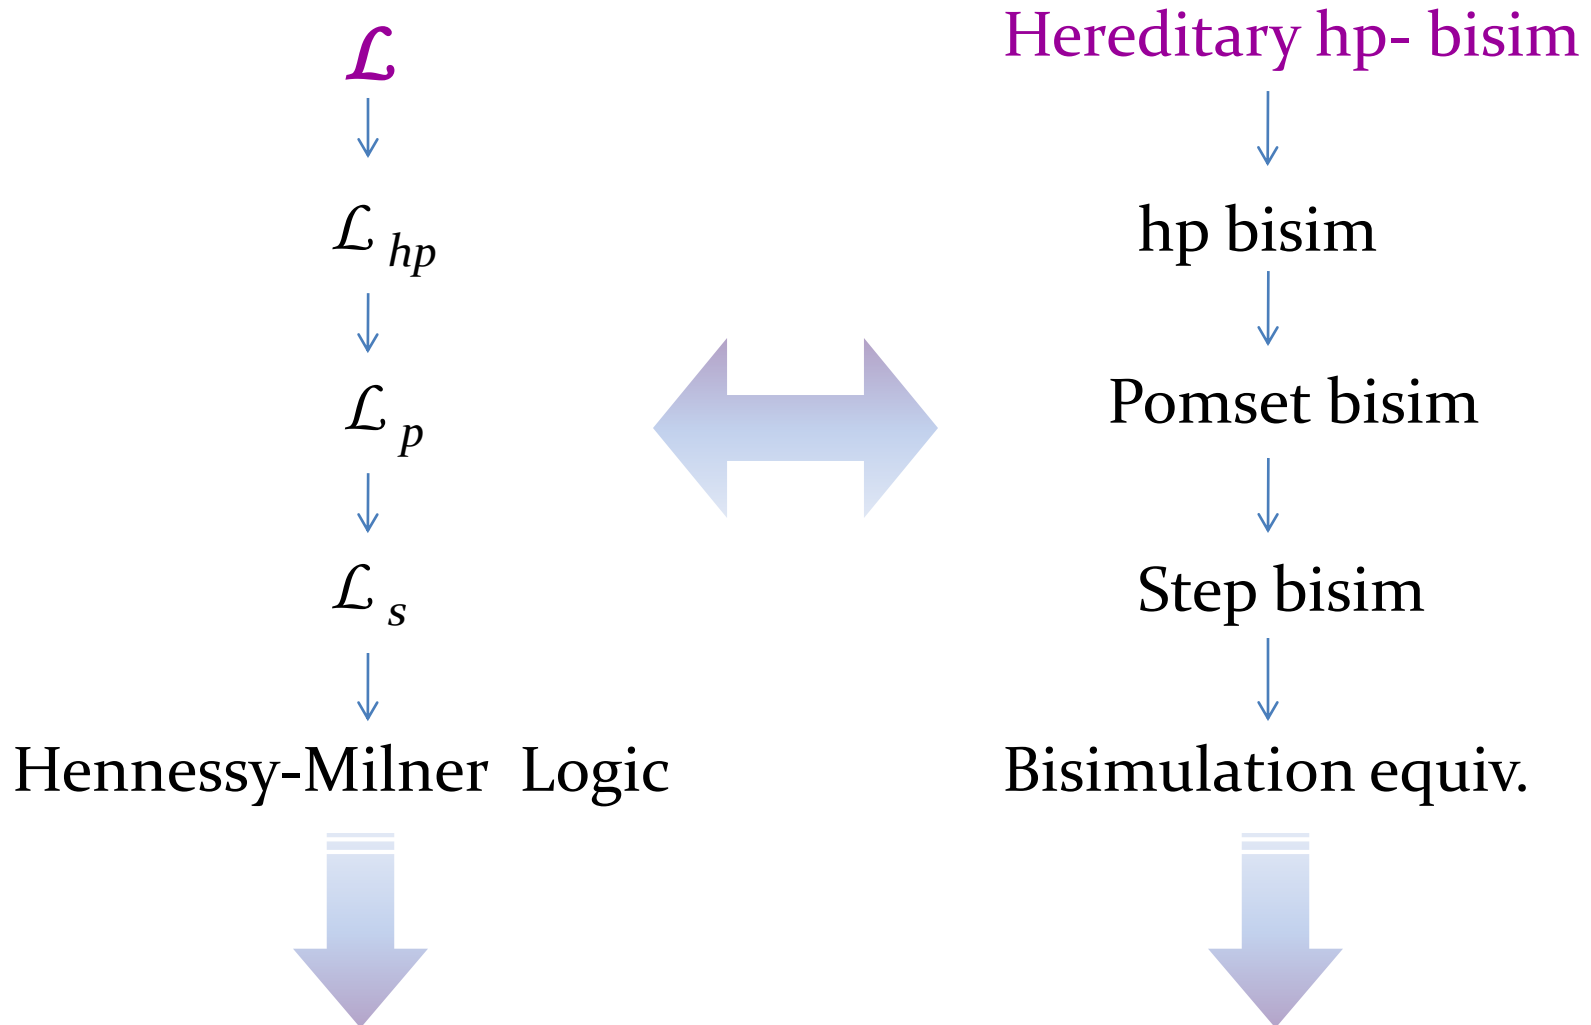 ℒ
Hereditary hp- bisim
ℒ hp
hp bisim
ℒ p
Pomset bisim
ℒ s
Step bisim
Hennessy-Milner Logic
Bisimulation equiv.